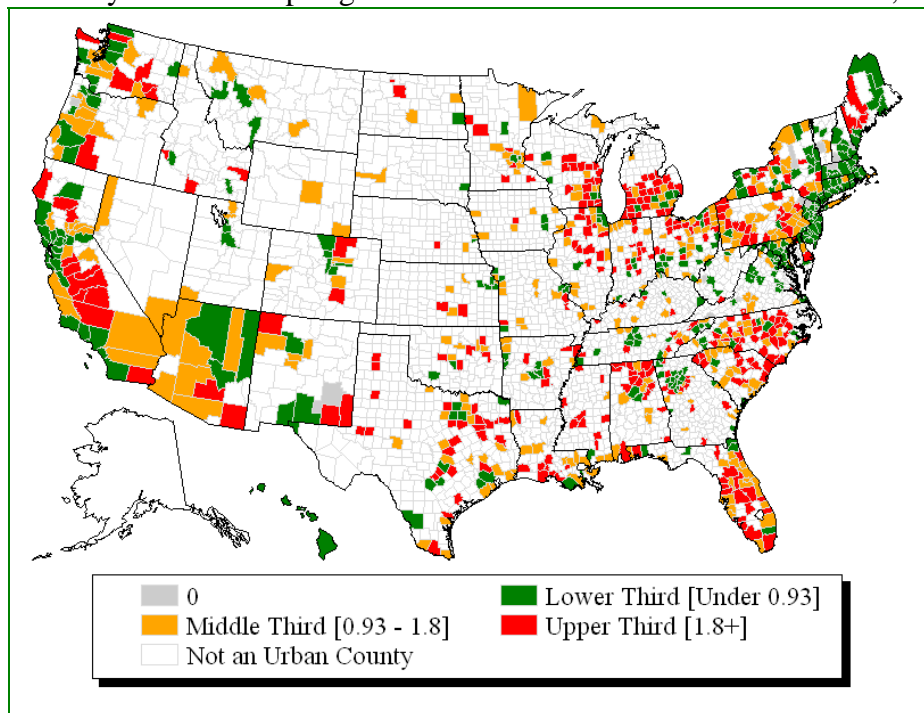 0
Lower Third [Under 0.93]
Middle Third [0.93 - 1.8]
Upper Third [1.8+]
Not an Urban County